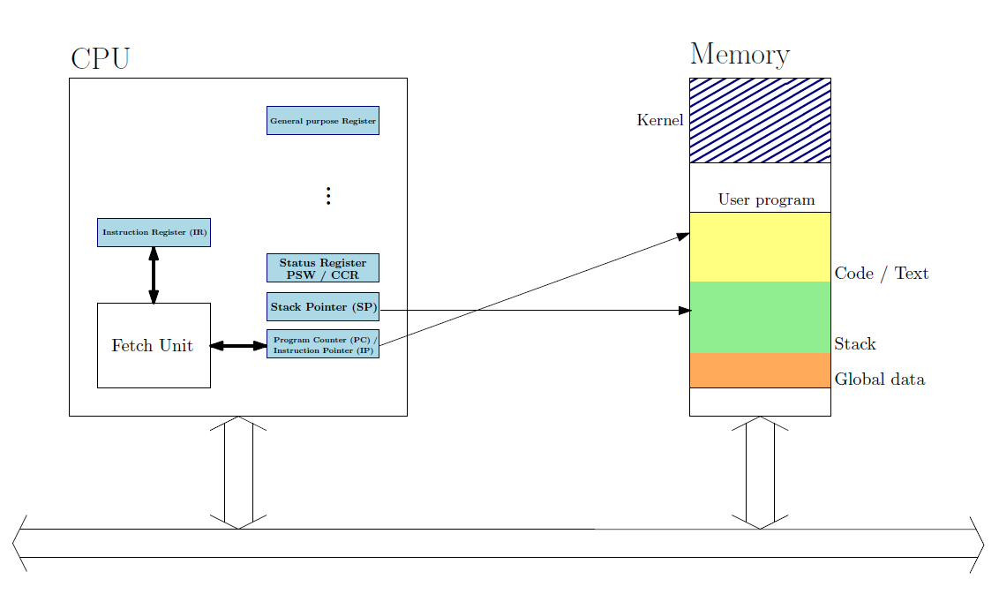 CPU
General purpose Register
Instruction Register (IR)
Status Register
PSW / CCR
Stack Pointer (SP)
Program Counter (PC) /
Instruction Pointer (IP)
Fetch Unit
Memory
Kernel
User program
Code / Text
Stack
Global data